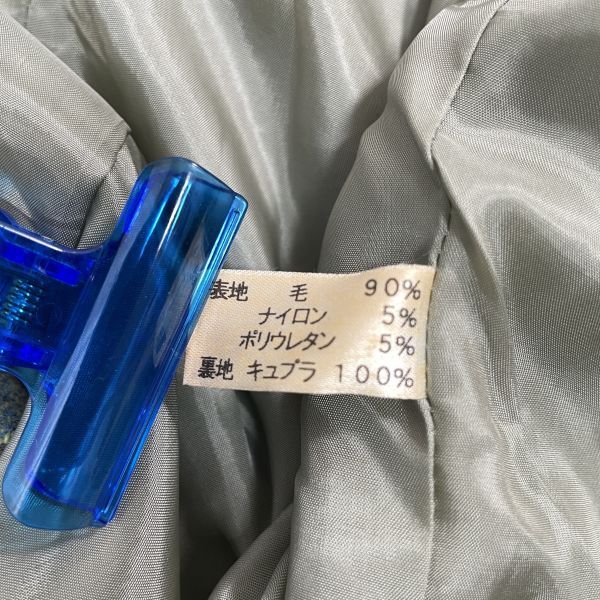 表地 毛 90%
ナイロン 5%
ポリウレタン 5%
裏地 キュプラ 100%